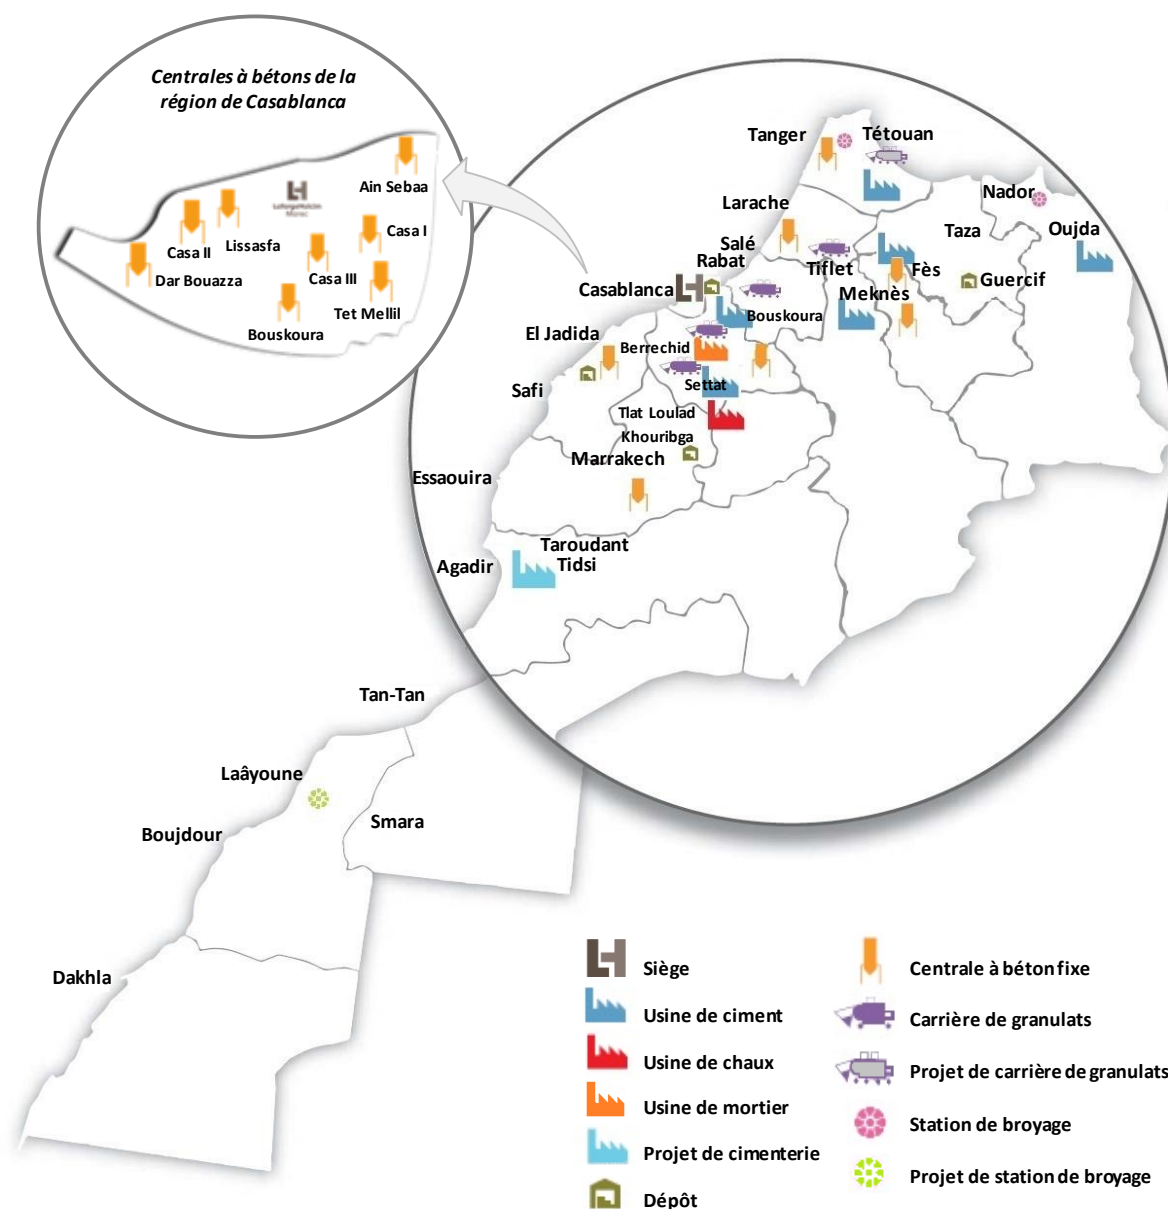 Centrales à bétons de la
région de Casablanca
Ain Sebaa
Casa I
Casa II
Lissasfa
Dar Bouazza
Casa III
Tet Mellil
Bouskoura
LafargeHolcim
Maroc
Tanger
Tétouan
Larache
Nador
Taza
Oujda
Salé
Rabat
Tiflet
Fès
Guercif
Casablanca
Meknès
Bouskoura
El Jadida
Berrechid
Safi
Settat
Tlat Loulad
Khouribga
Marrakech
Essaouira
Taroudant
Agadir
Tidsi
Tan-Tan
Laâyoune
Smara
Boujdour
Dakhla
Siège
Usine de ciment
Usine de chaux
Usine de mortier
Projet de cimenterie
Dépôt
Centrale à béton fixe
Carrière de granulats
Projet de carrière de granulats
Station de broyage
Projet de station de broyage